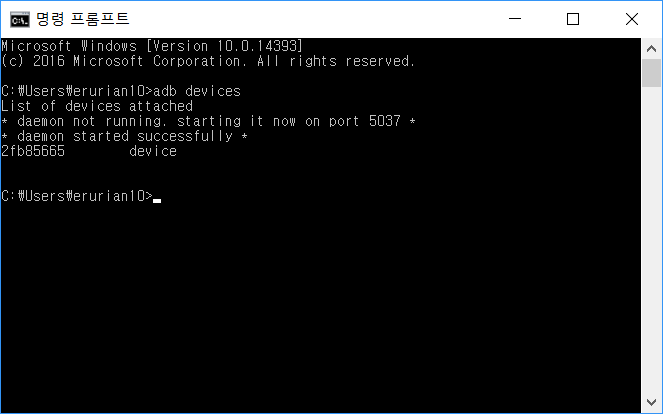 명령 프롬프트
Microsoft Windows [Version 10.0.14393]
(c) 2016 Microsoft Corporation. All rights reserved.
C:₩Users₩erurian10>adb devices
List of devices attached
* daemon not running. starting it now on port 5037 *
* daemon started successfully *
2fb85665        device
C:₩Users₩erurian10>